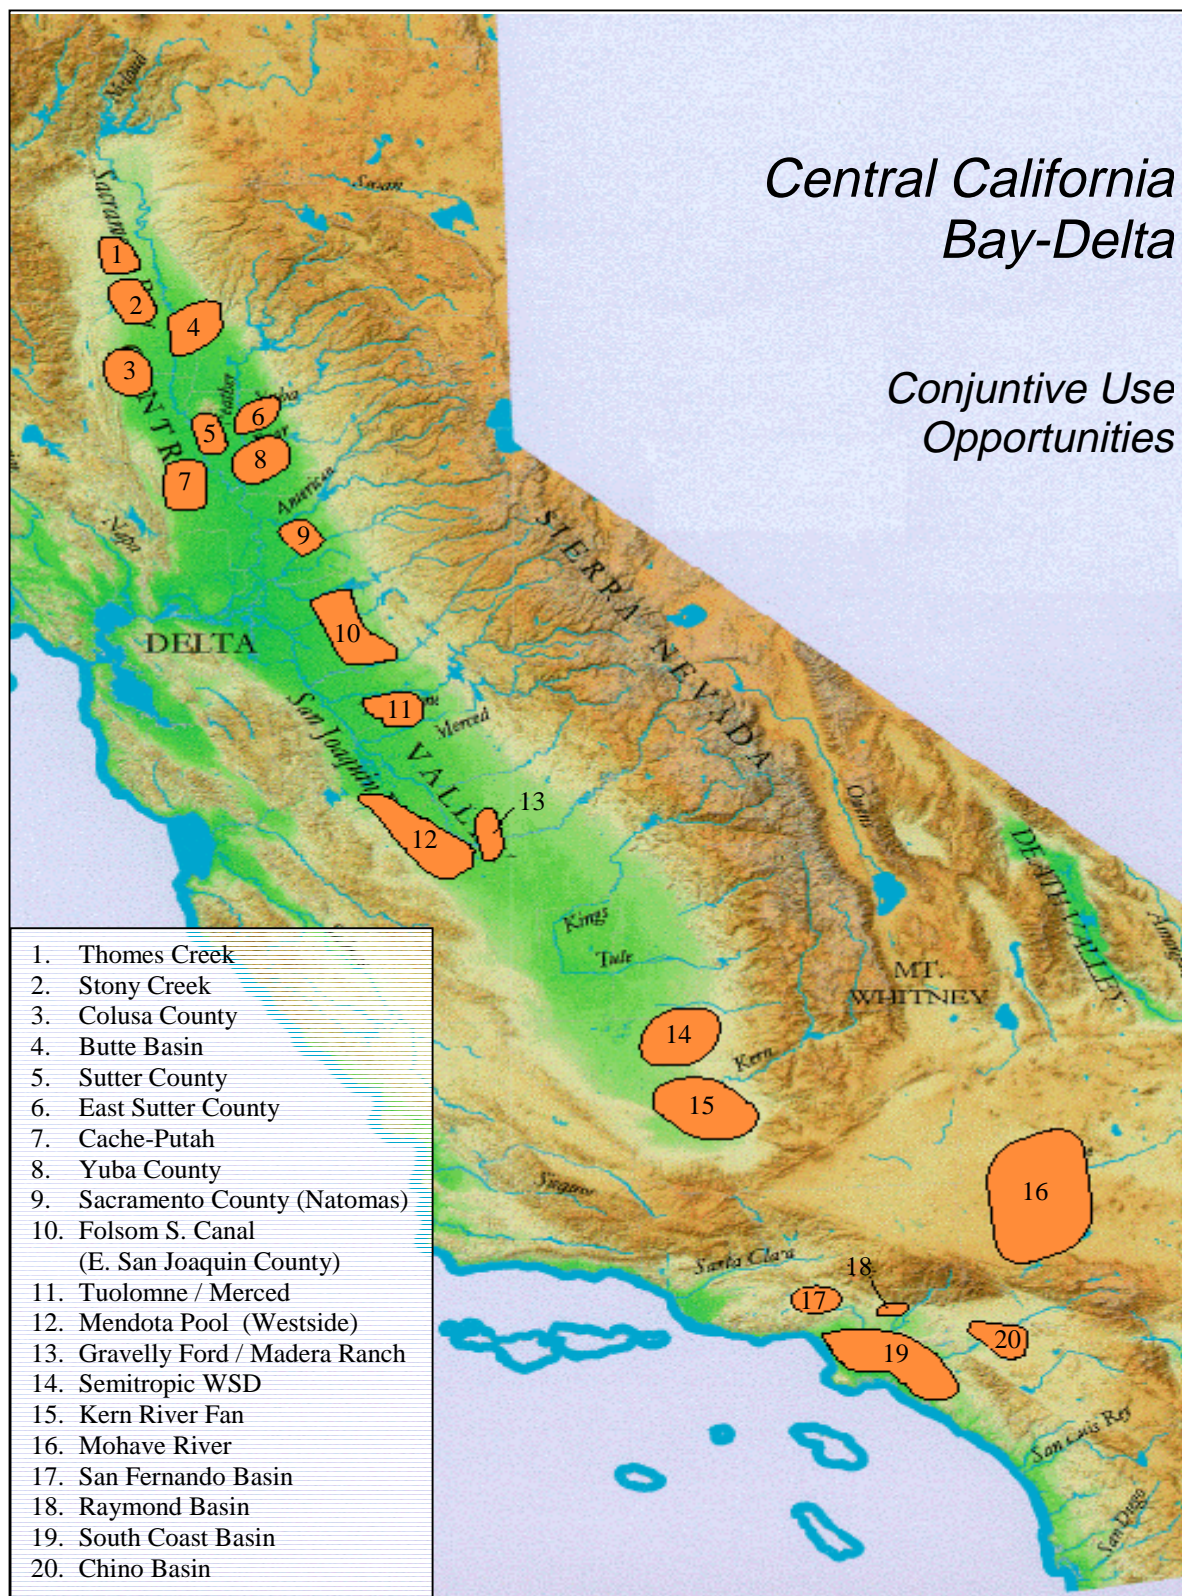 Central California
Bay-Delta
Conjuntive Use
Opportunities
McCloud
Sacram
Susan
1
2
3
4
5
6
7
8
9
NTR
eather
American
Napa
SIERRA NEVADA
DELTA
10
11
San Joaquin
Merced
VALL
13
12
Owens
DEATH VALLEY
Kings
Tule
MT.
WHITNEY
14
Kern
15
16
Santa Clara
18
17
19
20
San Luis Rey
San Diego
1. Thomes Creek
2. Stony Creek
3. Colusa County
4. Butte Basin
5. Sutter County
6. East Sutter County
7. Cache-Putah
8. Yuba County
9. Sacramento County (Natomas)
10. Folsom S. Canal
(E. San Joaquin County)
11. Tuolomne / Merced
12. Mendota Pool (Westside)
13. Gravelly Ford / Madera Ranch
14. Semitropic WSD
15. Kern River Fan
16. Mohave River
17. San Fernando Basin
18. Raymond Basin
19. South Coast Basin
20. Chino Basin